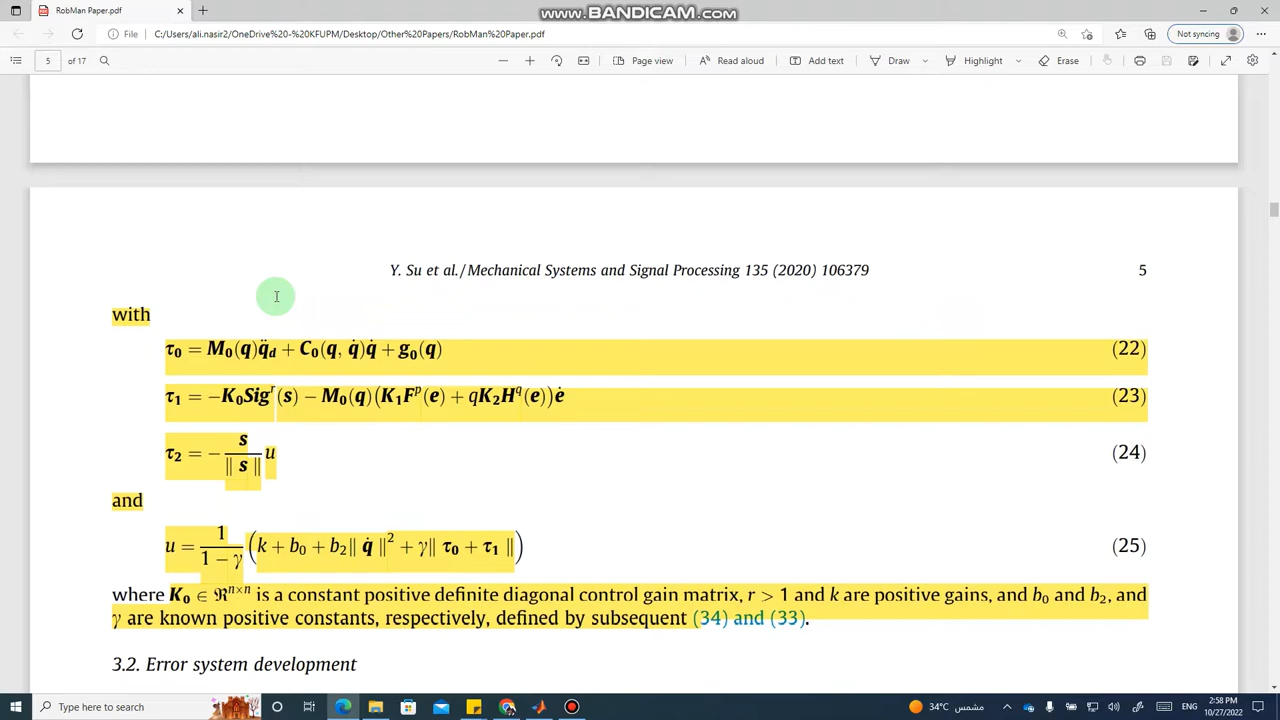 www.BANDICAM.com
RobMan Paper.pdf
File
C:/Users/ali.nasir2/OneDrive%20-%20KFUPM/Desktop/Other%20Papers/RobMan%20Paper.pdf
Not syncing
5 of 17
Page view
Read aloud
Add text
Draw
Highlight
Erase
Y. Su et al./Mechanical Systems and Signal Processing 135 (2020) 106379 5
with
τ₀ = M₀(q)q̈_d + C₀(q, q̇)q̇ + g₀(q) (22)
τ₁ = −K₀Sig^r(s) − M₀(q)(K₁F^p(e) + qK₂H^q(e))ė (23)
τ₂ = − s/‖ s ‖ u (24)
and
u = 1/(1 − γ) (k + b₀ + b₂‖ q̇ ‖² + γ‖ τ₀ + τ₁ ‖) (25)
where K₀ ∈ ℜ^{n×n} is a constant positive definite diagonal control gain matrix, r > 1 and k are positive gains, and b₀ and b₂, and
γ are known positive constants, respectively, defined by subsequent (34) and (33).
3.2. Error system development
Type here to search
34°C شمس
ENG
2:58 PM
10/27/2022